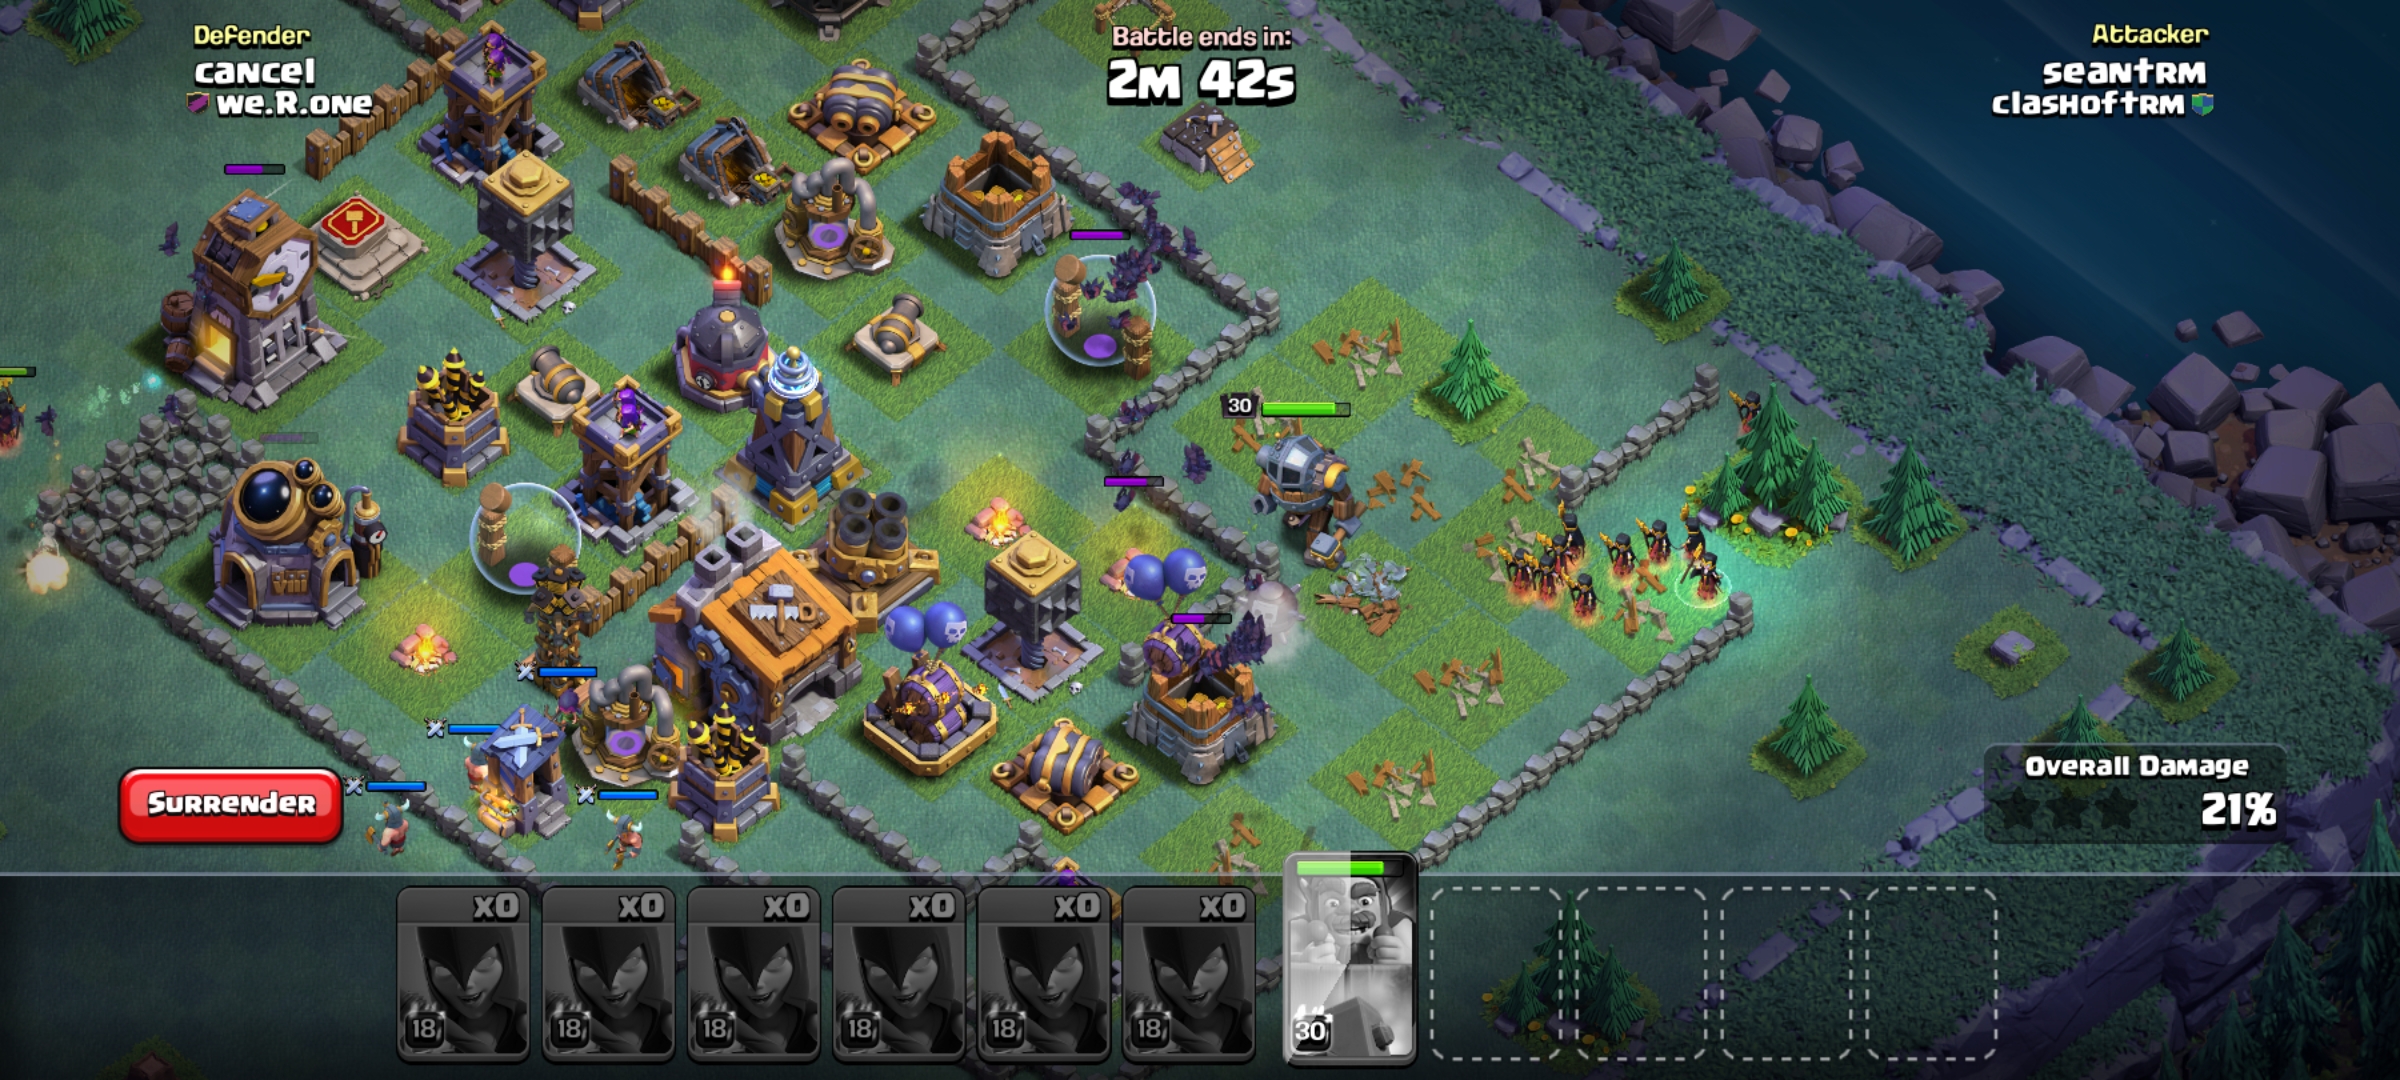 Defender
cancel
we.R.one
Battle ends in:
2m 42s
Attacker
seantRM
clashoftRM
30
Surrender
Overall Damage
21%
x0
x0
x0
x0
x0
x0
18
18
18
18
18
18
30